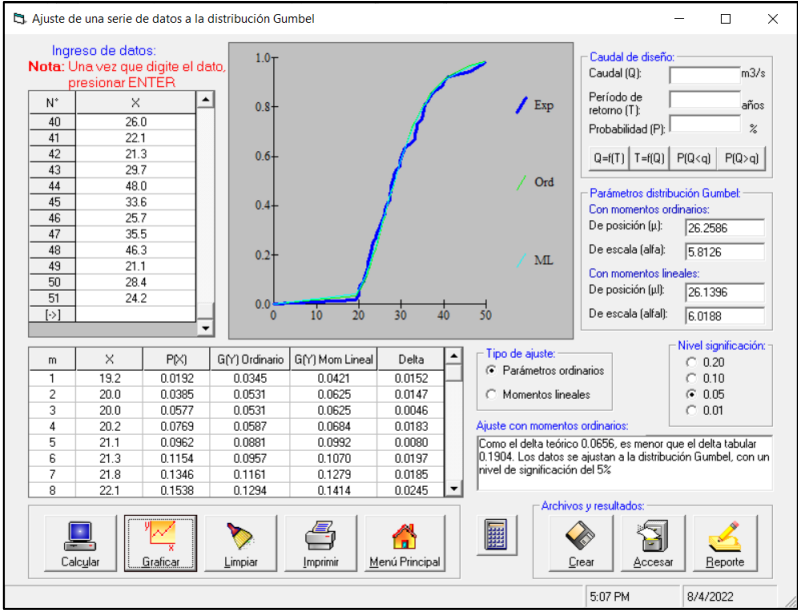 Ajuste de una serie de datos a la distribución Gumbel
Ingreso de datos:
Nota: Una vez que digite el dato,
presionar ENTER
N° X
40 26.0
41 22.1
42 21.3
43 29.7
44 48.0
45 33.6
46 25.7
47 35.5
48 46.3
49 21.1
50 28.4
51 24.2
[->]
1.0
0.8
0.6
0.4
0.2
0.0
0 10 20 30 40 50
Exp
Ord
ML
Caudal de diseño:
Caudal (Q): m3/s
Período de
retorno (T): años
Probabilidad (P): %
Q=f(T) T=f(Q) P(Q<q) P(Q>q)
Parámetros distribución Gumbel:
Con momentos ordinarios:
De posición (µ): 26.2586
De escala (alfa): 5.8126
Con momentos lineales:
De posición (µl): 26.1396
De escala (alfal): 6.0188
m X P(X) G(Y) Ordinario G(Y) Mom Lineal Delta
1 19.2 0.0192 0.0345 0.0421 0.0152
2 20.0 0.0385 0.0531 0.0625 0.0147
3 20.0 0.0577 0.0531 0.0625 0.0046
4 20.2 0.0769 0.0587 0.0684 0.0183
5 21.1 0.0962 0.0881 0.0992 0.0080
6 21.3 0.1154 0.0957 0.1070 0.0197
7 21.8 0.1346 0.1161 0.1279 0.0185
8 22.1 0.1538 0.1294 0.1414 0.0245
Tipo de ajuste:
Parámetros ordinarios
Momentos lineales
Nivel significación:
0.20
0.10
0.05
0.01
Ajuste con momentos ordinarios:
Como el delta teórico 0.0656, es menor que el delta tabular
0.1904. Los datos se ajustan a la distribución Gumbel, con un
nivel de significación del 5%
Calcular
y
x
Graficar
Limpiar
Imprimir
Menú Principal
Archivos y resultados:
Crear
Accesar
Reporte
5:07 PM 8/4/2022